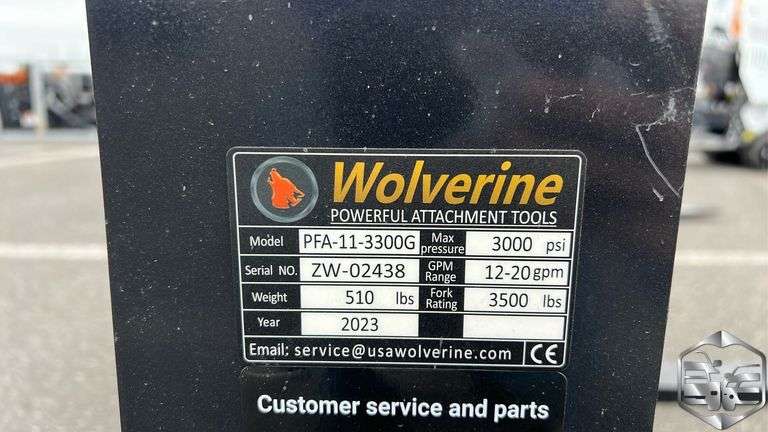 Wolverine
POWERFUL ATTACHMENT TOOLS
Model PFA-11-3300G Max pressure 3000 psi
Serial NO. ZW-02438 GPM Range 12-20 gpm
Weight 510 lbs Fork Rating 3500 lbs
Year 2023
Email: service@usawolverine.com CE
Customer service and parts